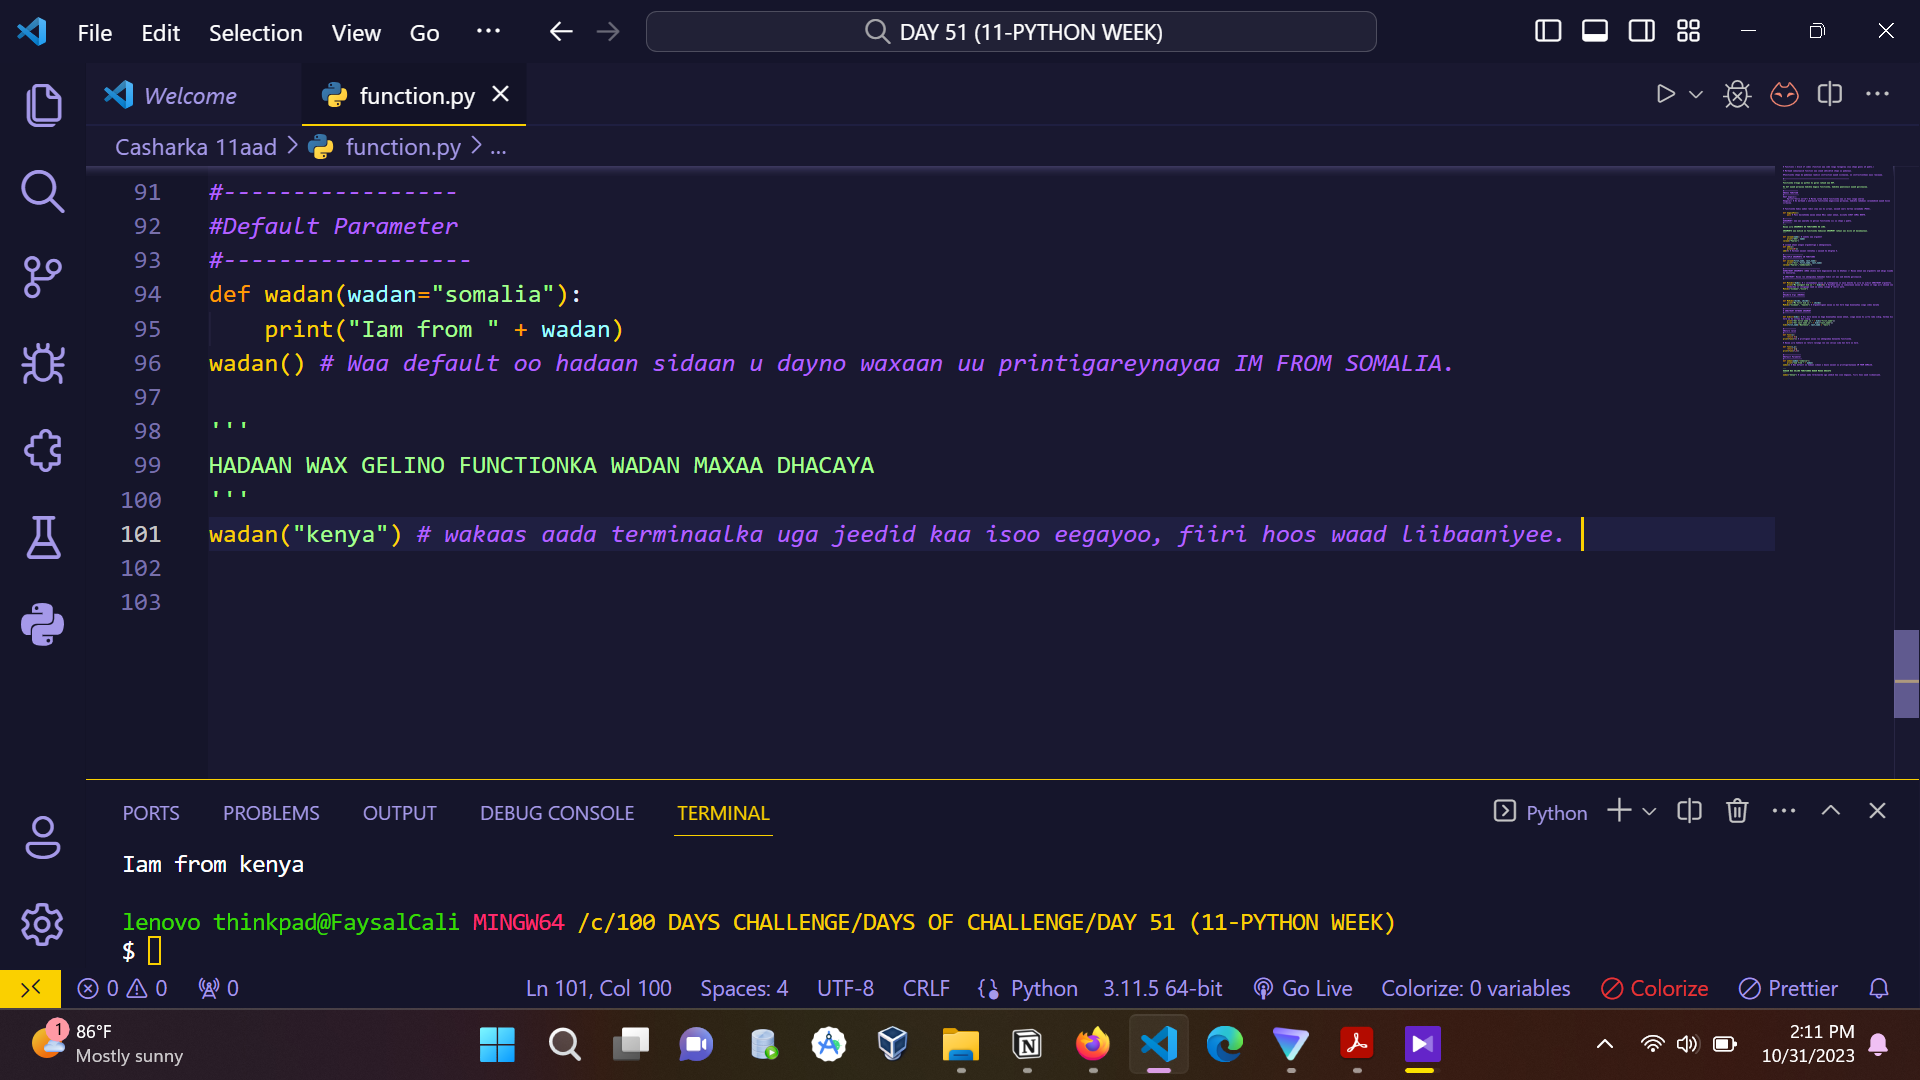 File Edit Selection View Go ... DAY 51 (11-PYTHON WEEK)
Welcome function.py
Casharka 11aad > function.py > ...
91 #-----------------
92 #Default Parameter
93 #------------------
94 def wadan(wadan="somalia"):
95 print("Iam from " + wadan)
96 wadan() # Waa default oo hadaan sidaan u dayno waxaan uu printigareynayaa IM FROM SOMALIA.
97
98 '''
99 HADAAN WAX GELINO FUNCTIONKA WADAN MAXAA DHACAYA
100 '''
101 wadan("kenya") # wakaas aada terminaalka uga jeedid kaa isoo eegayoo, fiiri hoos waad liibaaniyee.
102
103
PORTS PROBLEMS OUTPUT DEBUG CONSOLE TERMINAL Python
Iam from kenya
lenovo thinkpad@FaysalCali MINGW64 /c/100 DAYS CHALLENGE/DAYS OF CHALLENGE/DAY 51 (11-PYTHON WEEK)
$
0 0 0 Ln 101, Col 100 Spaces: 4 UTF-8 CRLF Python 3.11.5 64-bit Go Live Colorize: 0 variables Colorize Prettier
1 86°F
Mostly sunny
2:11 PM
10/31/2023